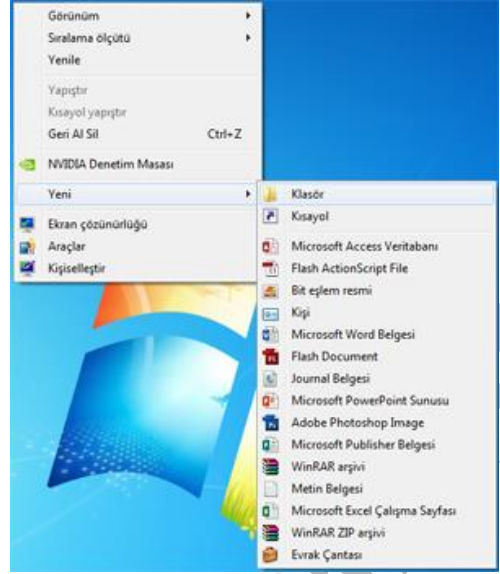 Görünüm
Sıralama ölçütü
Yenile
Yapıştır
Kısayol yapıştır
Geri Al Sil Ctrl+Z
NVIDIA Denetim Masası
Yeni
Ekran çözünürlüğü
Araçlar
Kişiselleştir
Klasör
Kısayol
Microsoft Access Veritabanı
Flash ActionScript File
Bit eşlem resmi
Kişi
Microsoft Word Belgesi
Flash Document
Journal Belgesi
Microsoft PowerPoint Sunusu
Adobe Photoshop Image
Microsoft Publisher Belgesi
WinRAR arşivi
Metin Belgesi
Microsoft Excel Çalışma Sayfası
WinRAR ZIP arşivi
Evrak Çantası